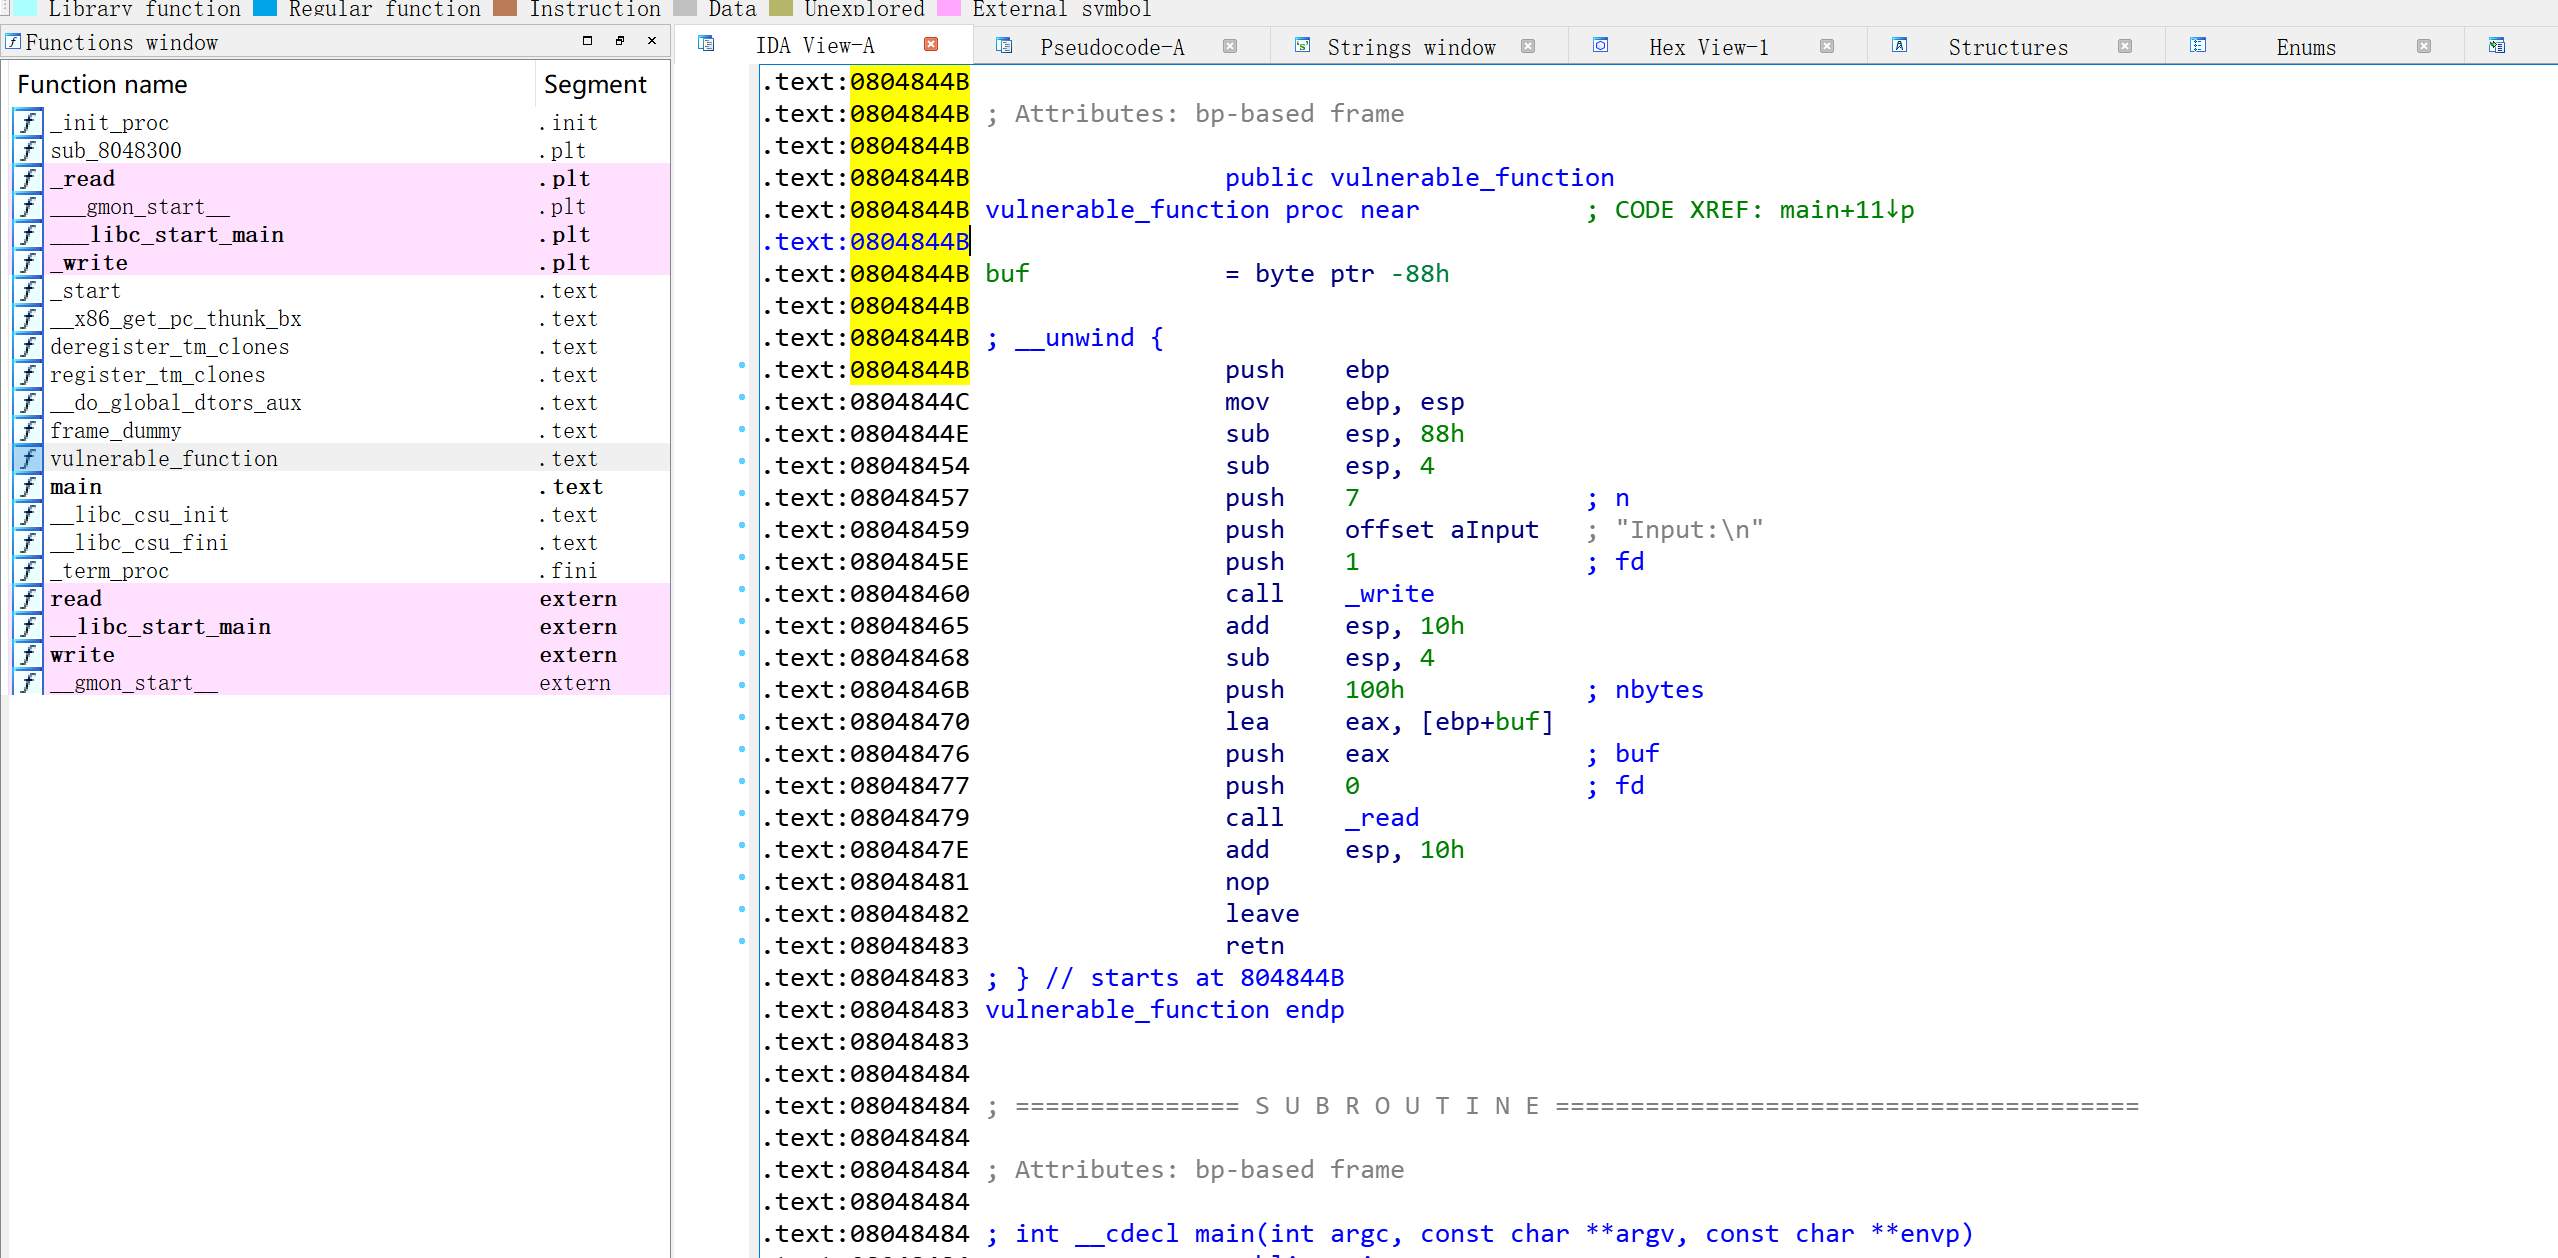 Library function Regular function Instruction Data Unexplored External symbol
Functions window
IDA View-A Pseudocode-A Strings window Hex View-1 Structures Enums
Function name Segment
_init_proc .init
sub_8048300 .plt
_read .plt
___gmon_start__ .plt
___libc_start_main .plt
_write .plt
_start .text
__x86_get_pc_thunk_bx .text
deregister_tm_clones .text
register_tm_clones .text
__do_global_dtors_aux .text
frame_dummy .text
vulnerable_function .text
main .text
__libc_csu_init .text
__libc_csu_fini .text
_term_proc .fini
read extern
__libc_start_main extern
write extern
__gmon_start__ extern
.text:0804844B
.text:0804844B ; Attributes: bp-based frame
.text:0804844B
.text:0804844B public vulnerable_function
.text:0804844B vulnerable_function proc near ; CODE XREF: main+11↓p
.text:0804844B
.text:0804844B buf = byte ptr -88h
.text:0804844B
.text:0804844B ; __unwind {
.text:0804844B push ebp
.text:0804844C mov ebp, esp
.text:0804844E sub esp, 88h
.text:08048454 sub esp, 4
.text:08048457 push 7 ; n
.text:08048459 push offset aInput ; "Input:\n"
.text:0804845E push 1 ; fd
.text:08048460 call _write
.text:08048465 add esp, 10h
.text:08048468 sub esp, 4
.text:0804846B push 100h ; nbytes
.text:08048470 lea eax, [ebp+buf]
.text:08048476 push eax ; buf
.text:08048477 push 0 ; fd
.text:08048479 call _read
.text:0804847E add esp, 10h
.text:08048481 nop
.text:08048482 leave
.text:08048483 retn
.text:08048483 ; } // starts at 804844B
.text:08048483 vulnerable_function endp
.text:08048483
.text:08048484
.text:08048484 ; =============== S U B R O U T I N E =======================================
.text:08048484
.text:08048484 ; Attributes: bp-based frame
.text:08048484
.text:08048484 ; int __cdecl main(int argc, const char **argv, const char **envp)